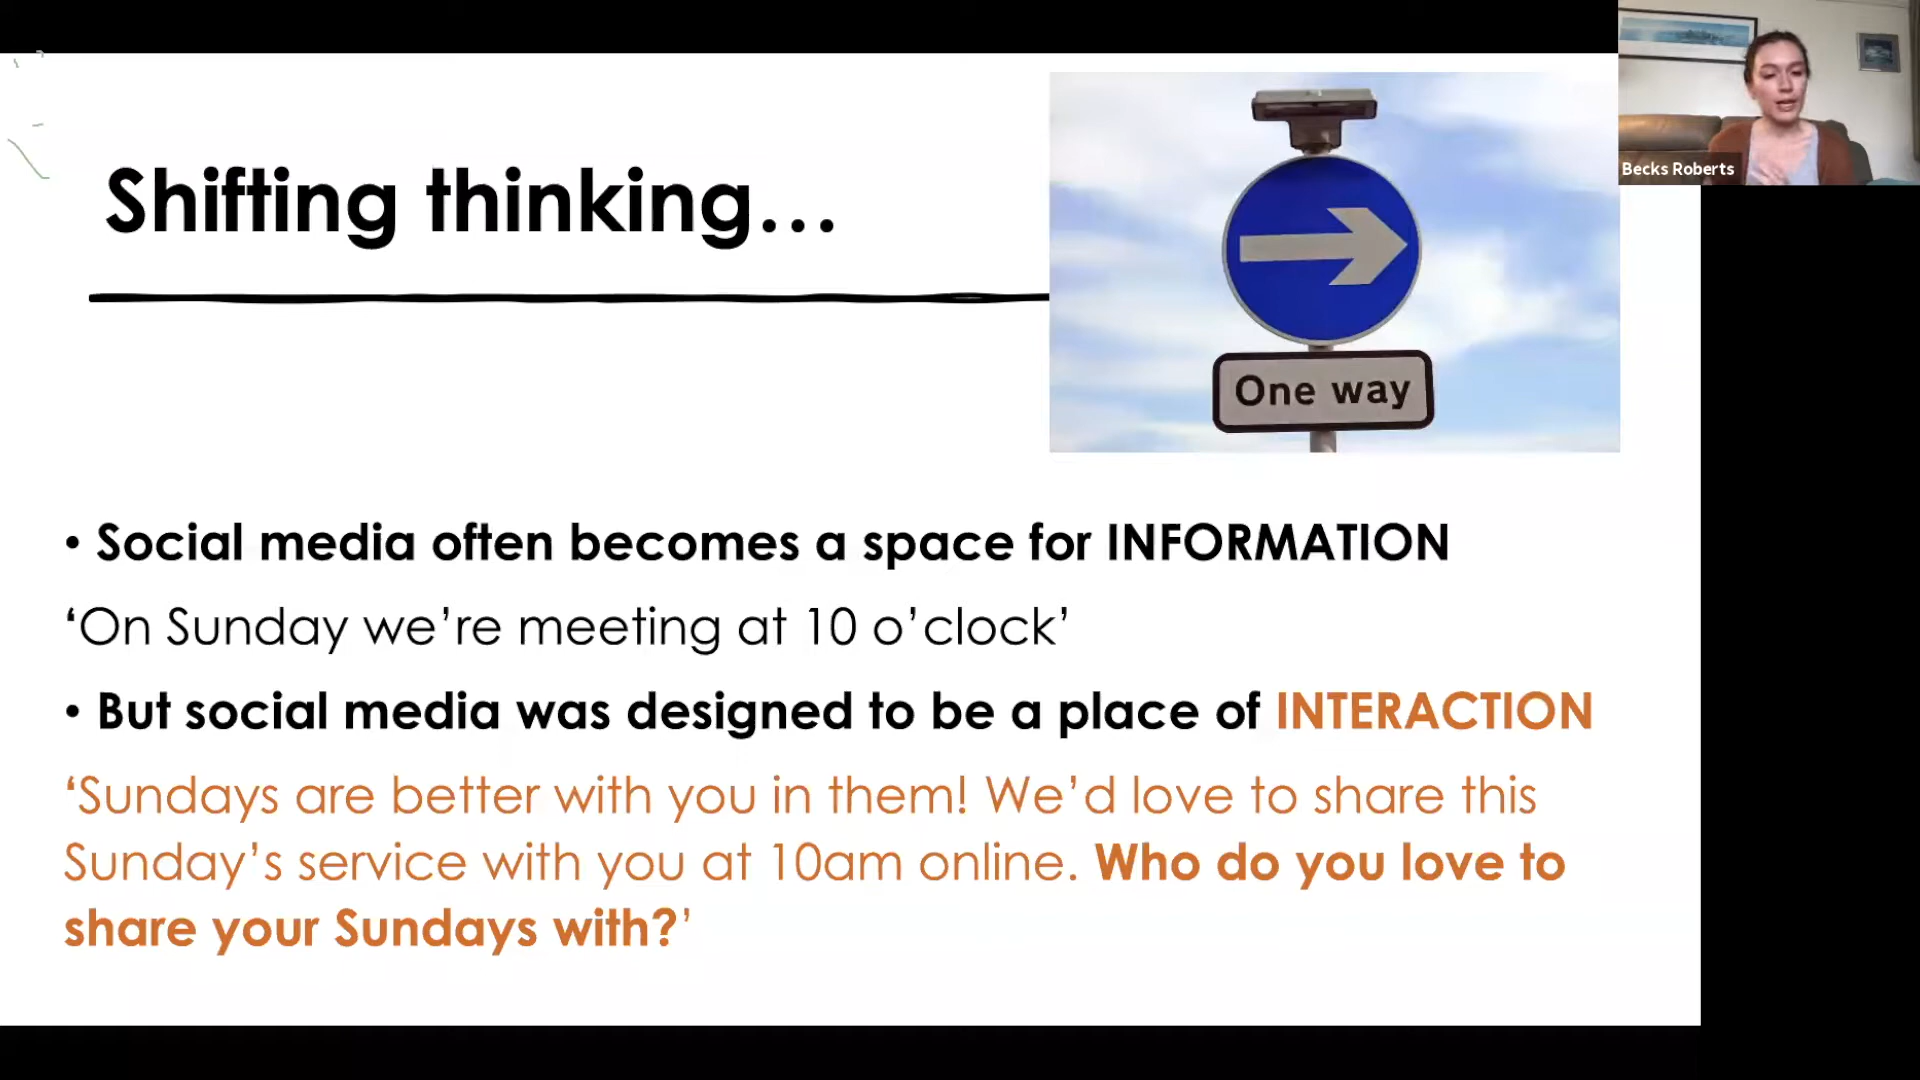 Shifting thinking…
One way
Becks Roberts
• Social media often becomes a space for INFORMATION
‘On Sunday we’re meeting at 10 o’clock’
• But social media was designed to be a place of INTERACTION
‘Sundays are better with you in them! We’d love to share this
Sunday’s service with you at 10am online. Who do you love to
share your Sundays with?’